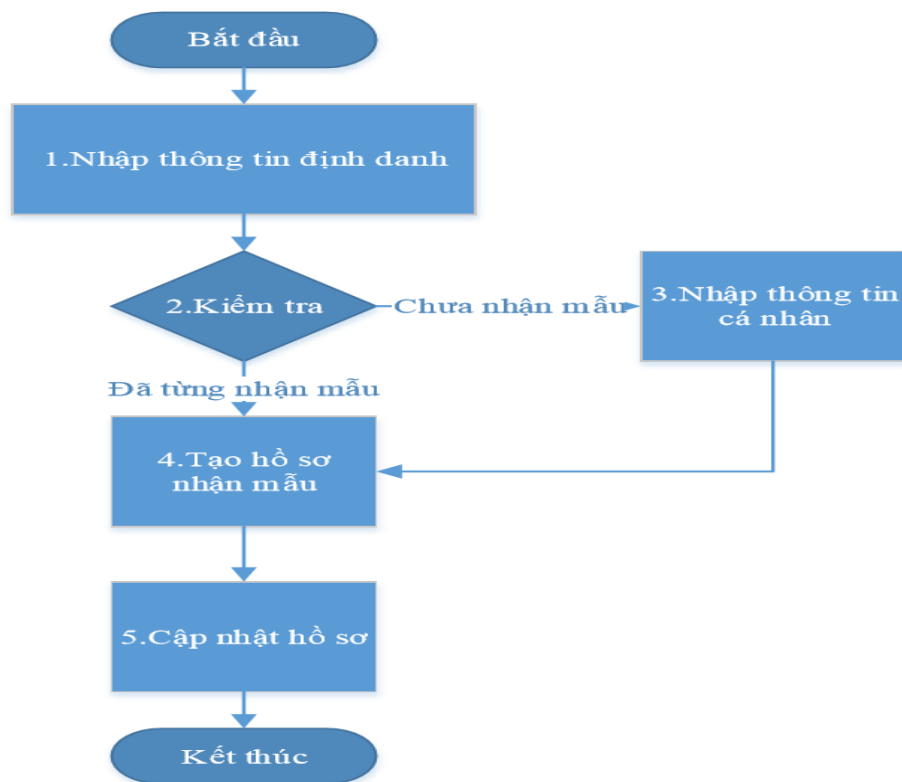 Bắt đầu
1.Nhập thông tin định danh
2.Kiểm tra
Chưa nhận mẫu
3.Nhập thông tin
cá nhân
Đã từng nhận mẫu
4.Tạo hồ sơ
nhận mẫu
5.Cập nhật hồ sơ
Kết thúc